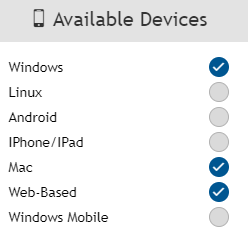 Available Devices
Windows
Linux
Android
IPhone/IPad
Mac
Web-Based
Windows Mobile